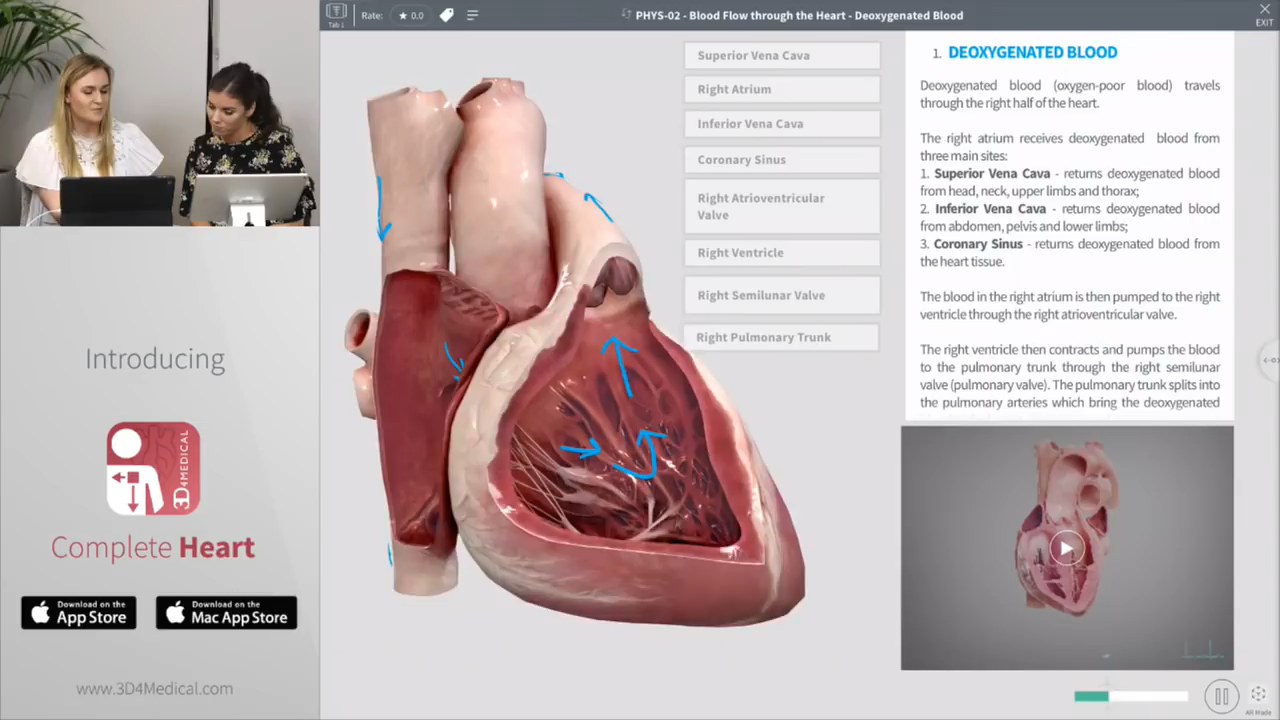 Tab 1
Rate:
★ 0.0
PHYS-02 - Blood Flow through the Heart - Deoxygenated Blood
EXIT
Superior Vena Cava
Right Atrium
Inferior Vena Cava
Coronary Sinus
Right Atrioventricular
Valve
Right Ventricle
Right Semilunar Valve
Right Pulmonary Trunk
1. DEOXYGENATED BLOOD
Deoxygenated blood (oxygen-poor blood) travels
through the right half of the heart.
The right atrium receives deoxygenated blood from
three main sites:
1. Superior Vena Cava - returns deoxygenated blood
from head, neck, upper limbs and thorax;
2. Inferior Vena Cava - returns deoxygenated blood
from abdomen, pelvis and lower limbs;
3. Coronary Sinus - returns deoxygenated blood from
the heart tissue.
The blood in the right atrium is then pumped to the right
ventricle through the right atrioventricular valve.
The right ventricle then contracts and pumps the blood
to the pulmonary trunk through the right semilunar
valve (pulmonary valve). The pulmonary trunk splits into
the pulmonary arteries which bring the deoxygenated
Introducing
3D4MEDICAL
Complete Heart
Download on the
App Store
Download on the
Mac App Store
www.3D4Medical.com
AR Mode